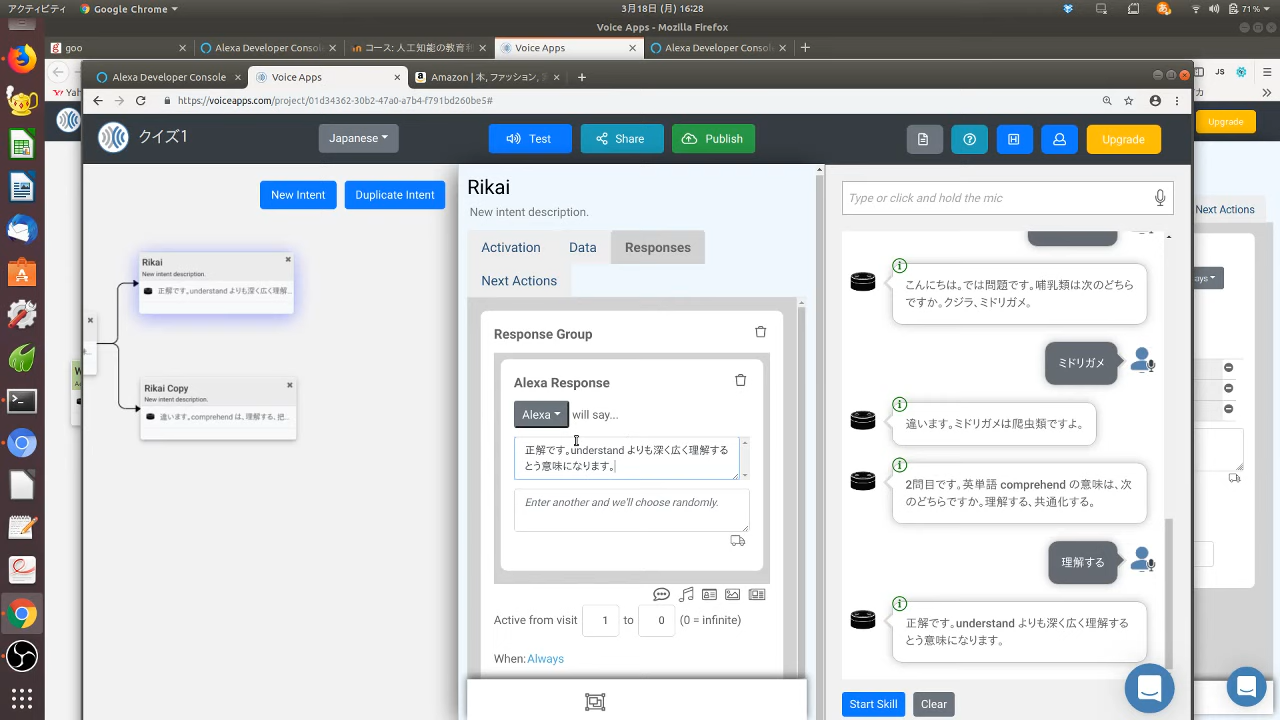 アクティビティ
Google Chrome
3月18日 (月) 16:28
71%
Voice Apps - Mozilla Firefox
goo
Alexa Developer Console
コース: 人工知能の教育利
Voice Apps
Alexa Developer Console
Alexa Developer Console
Voice Apps
Amazon | 本, ファッション,
https://voiceapps.com/project/01d34362-30b2-47a0-a7b4-f791bd260be5#
クイズ1
Japanese
Test
Share
Publish
Upgrade
Upgrade
New Intent
Duplicate Intent
Rikai
New intent description.
正解です。understand よりも深く広く理解...
Rikai Copy
New intent description.
違います。comprehend は、理解する、把...
Rikai
New intent description.
Activation
Data
Responses
Next Actions
Response Group
Alexa Response
Alexa
will say...
正解です。understand よりも深く広く理解する
とう意味になります。
Enter another and we'll choose randomly.
Active from visit 1 to 0 (0 = infinite)
When: Always
Type or click and hold the mic
こんにちは。では問題です。哺乳類は次のどちら
ですか。クジラ、ミドリガメ。
ミドリガメ
違います。ミドリガメは爬虫類ですよ。
2問目です。英単語 comprehend の意味は、次
のどちらですか。理解する、共通化する。
理解する
正解です。understand よりも深く広く理解する
とう意味になります。
Start Skill
Clear
Next Actions